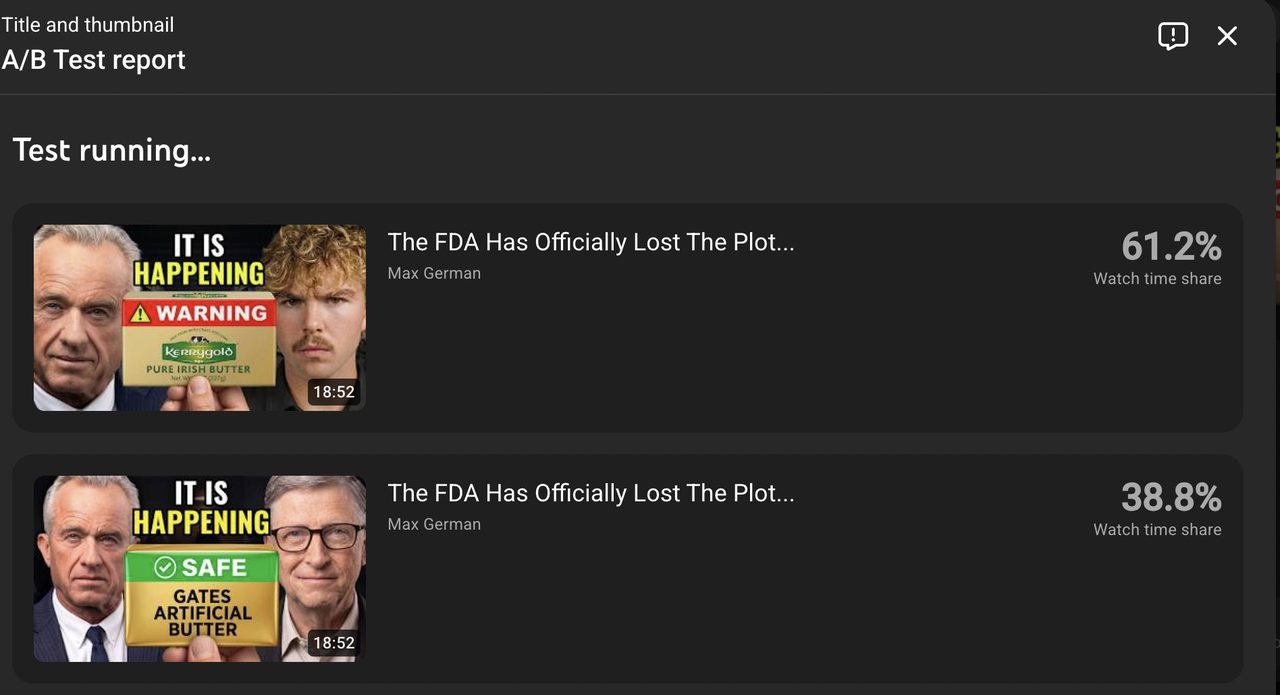 Title and thumbnail
A/B Test report
Test running...
IT IS
HAPPENING
WARNING
Kerrygold
PURE IRISH BUTTER
18:52
The FDA Has Officially Lost The Plot...
Max German
61.2%
Watch time share
IT IS
HAPPENING
SAFE
GATES
ARTIFICIAL
BUTTER
18:52
The FDA Has Officially Lost The Plot...
Max German
38.8%
Watch time share